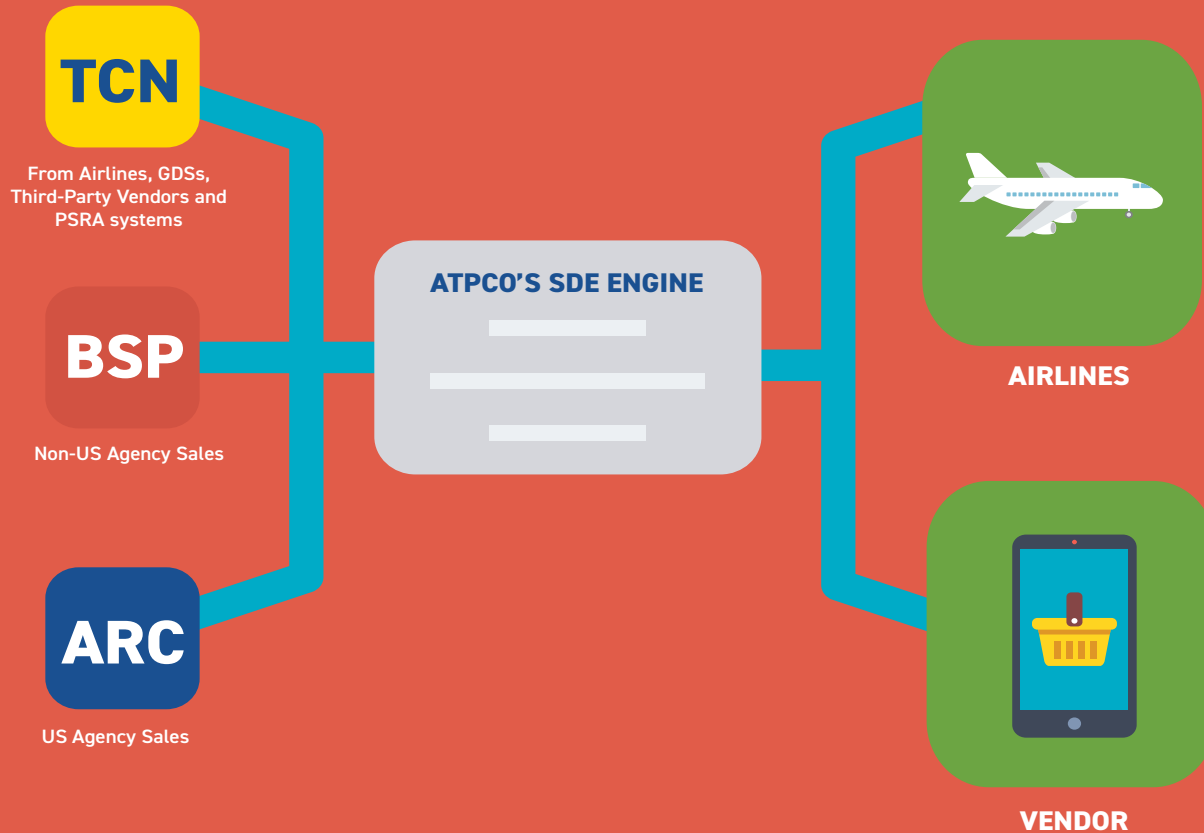 TCN
From Airlines, GDSs,
Third-Party Vendors and
PSRA systems
BSP
Non-US Agency Sales
ARC
US Agency Sales
ATPCO'S SDE ENGINE
AIRLINES
VENDOR